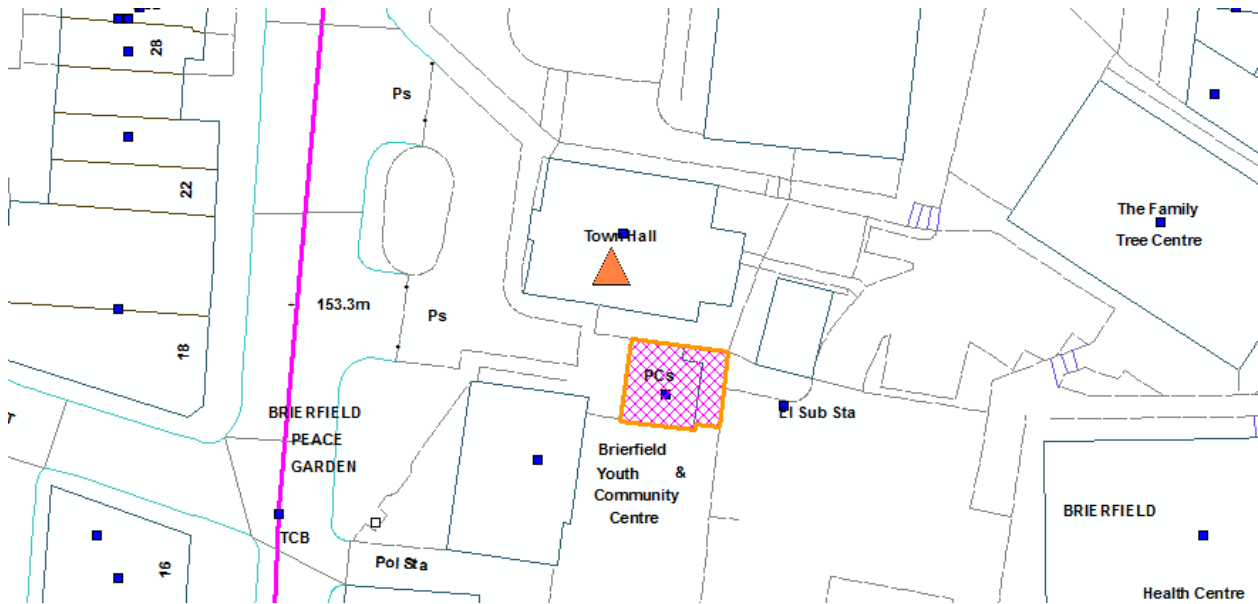 28
Ps
22
The Family
Tree Centre
Town Hall
153.3m
Ps
18
PCs
BRIERFIELD
PEACE
GARDEN
El Sub Sta
Brierfield
Youth &
Community
Centre
BRIERFIELD
TCB
Pol Sta
16
Health Centre